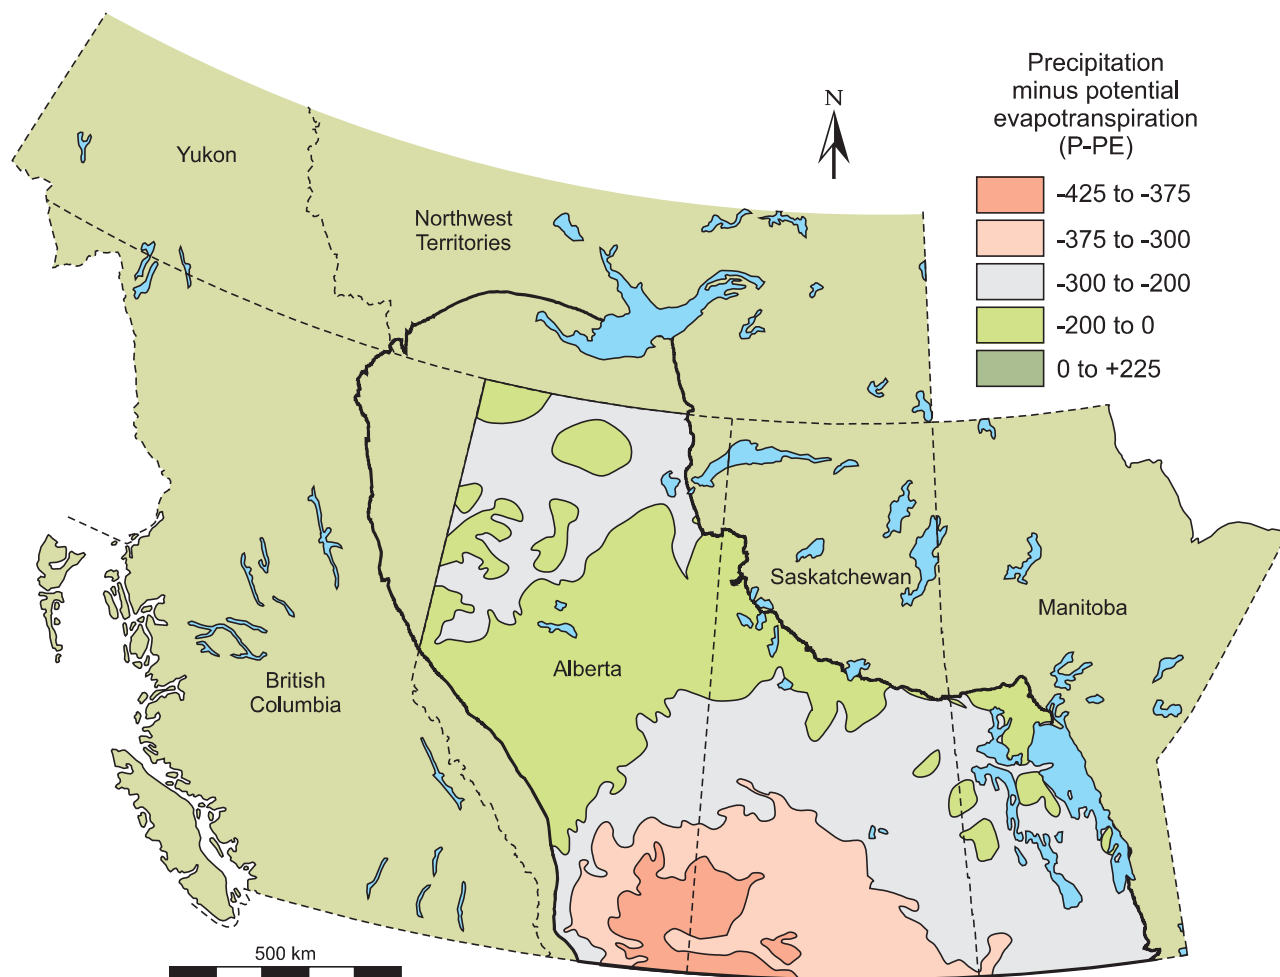 Precipitation
minus potential
evapotranspiration
(P-PE)
N
-425 to -375
-375 to -300
-300 to -200
-200 to 0
0 to +225
Yukon
Northwest
Territories
Saskatchewan
Manitoba
Alberta
British
Columbia
500 km